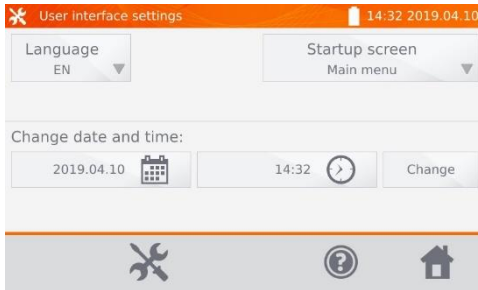 User interface settings 14:32 2019.04.10
Language
EN
Startup screen
Main menu
Change date and time:
2019.04.10 14:32 Change